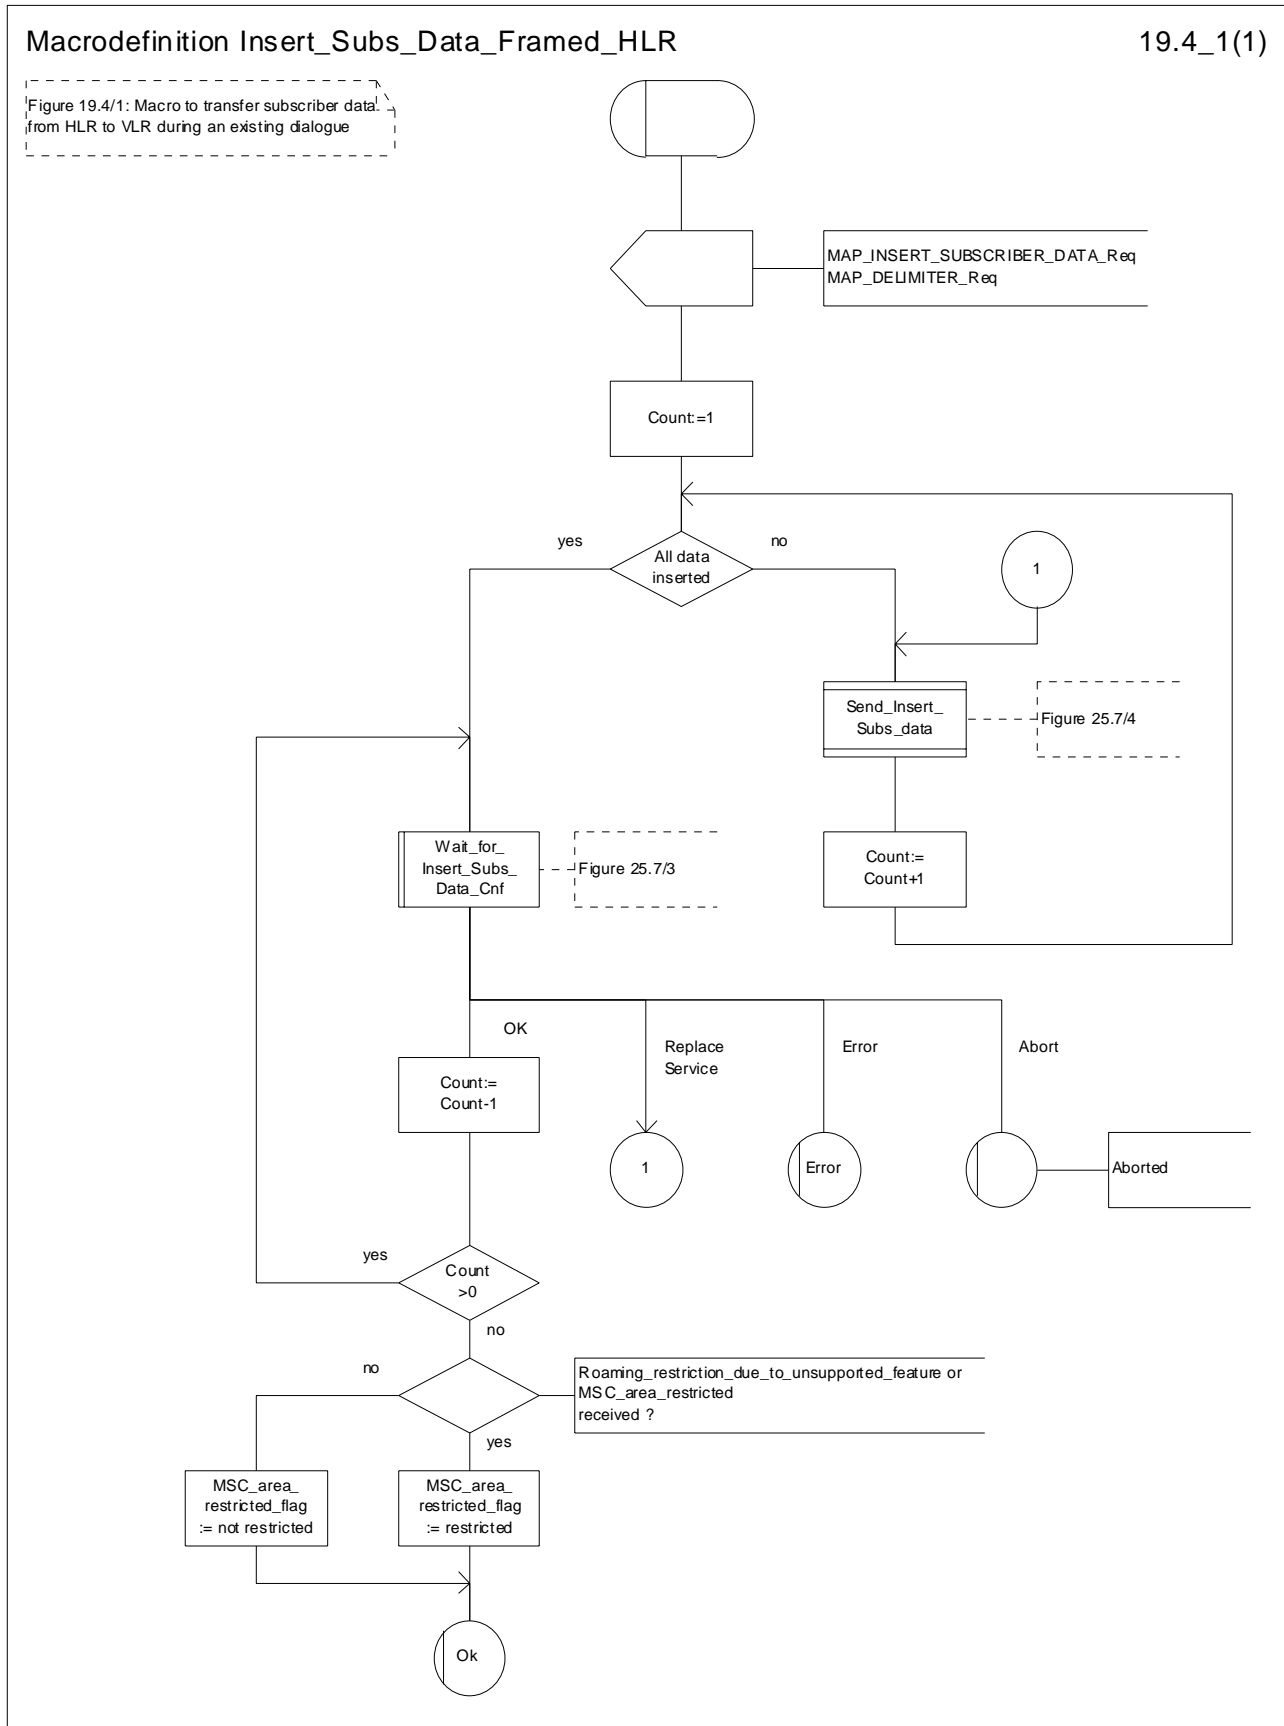 Macrodefinition Insert_Subs_Data_Framed_HLR
19.4_1(1)
Figure 19.4/1: Macro to transfer subscriber data
from HLR to VLR during an existing dialogue
MAP_INSERT_SUBSCRIBER_DATA_Req
MAP_DELIMITER_Req
Count:=1
yes
All data
inserted
no
1
Send_Insert_
Subs_data
Figure 25.7/4
Wait_for_
Insert_Subs_
Data_Cnf
Figure 25.7/3
Count:=
Count+1
OK
Replace
Service
Error
Abort
Count:=
Count-1
1
Error
Aborted
yes
Count
>0
no
no
Roaming_restriction_due_to_unsupported_feature or
MSC_area_restricted
received ?
yes
MSC_area_
restricted_flag
:= not restricted
MSC_area_
restricted_flag
:= restricted
Ok